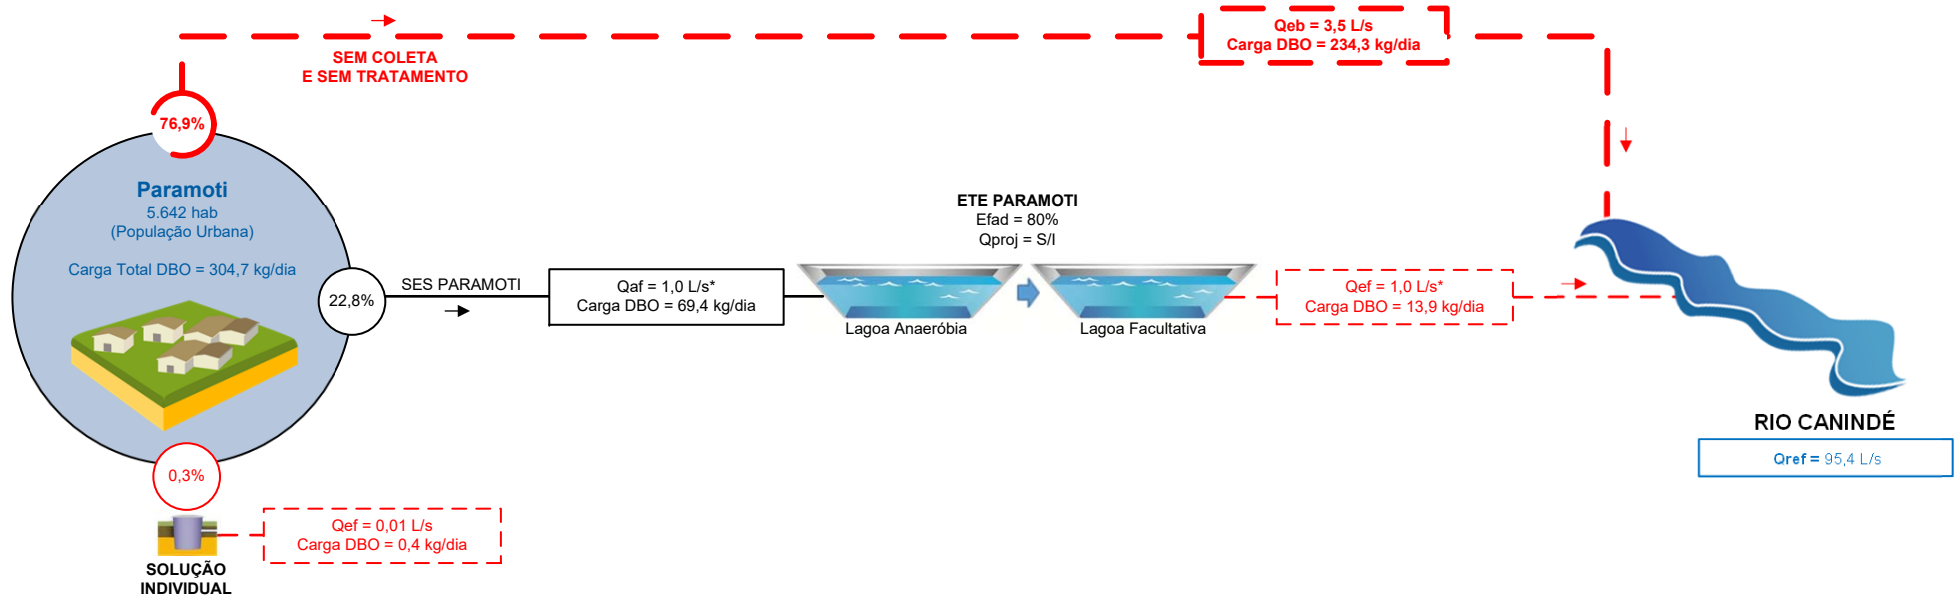 Qeb = 3,5 L/s
Carga DBO = 234,3 kg/dia
SEM COLETA
E SEM TRATAMENTO
76,9%
Paramoti
5.642 hab
(População Urbana)
Carga Total DBO = 304,7 kg/dia
22,8%
SES PARAMOTI
Qaf = 1,0 L/s*
Carga DBO = 69,4 kg/dia
ETE PARAMOTI
Efad = 80%
Qproj = S/I
Lagoa Anaeróbia
Lagoa Facultativa
Qef = 1,0 L/s*
Carga DBO = 13,9 kg/dia
RIO CANINDÉ
Qref = 95,4 L/s
0,3%
Qef = 0,01 L/s
Carga DBO = 0,4 kg/dia
SOLUÇÃO
INDIVIDUAL